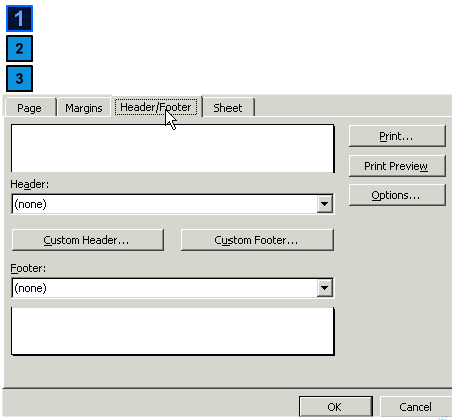 1
2
3
Page Margins Header/Footer Sheet
Print...
Print Preview
Header:
Options...
(none)
Custom Header... Custom Footer...
Footer:
(none)
OK Cancel